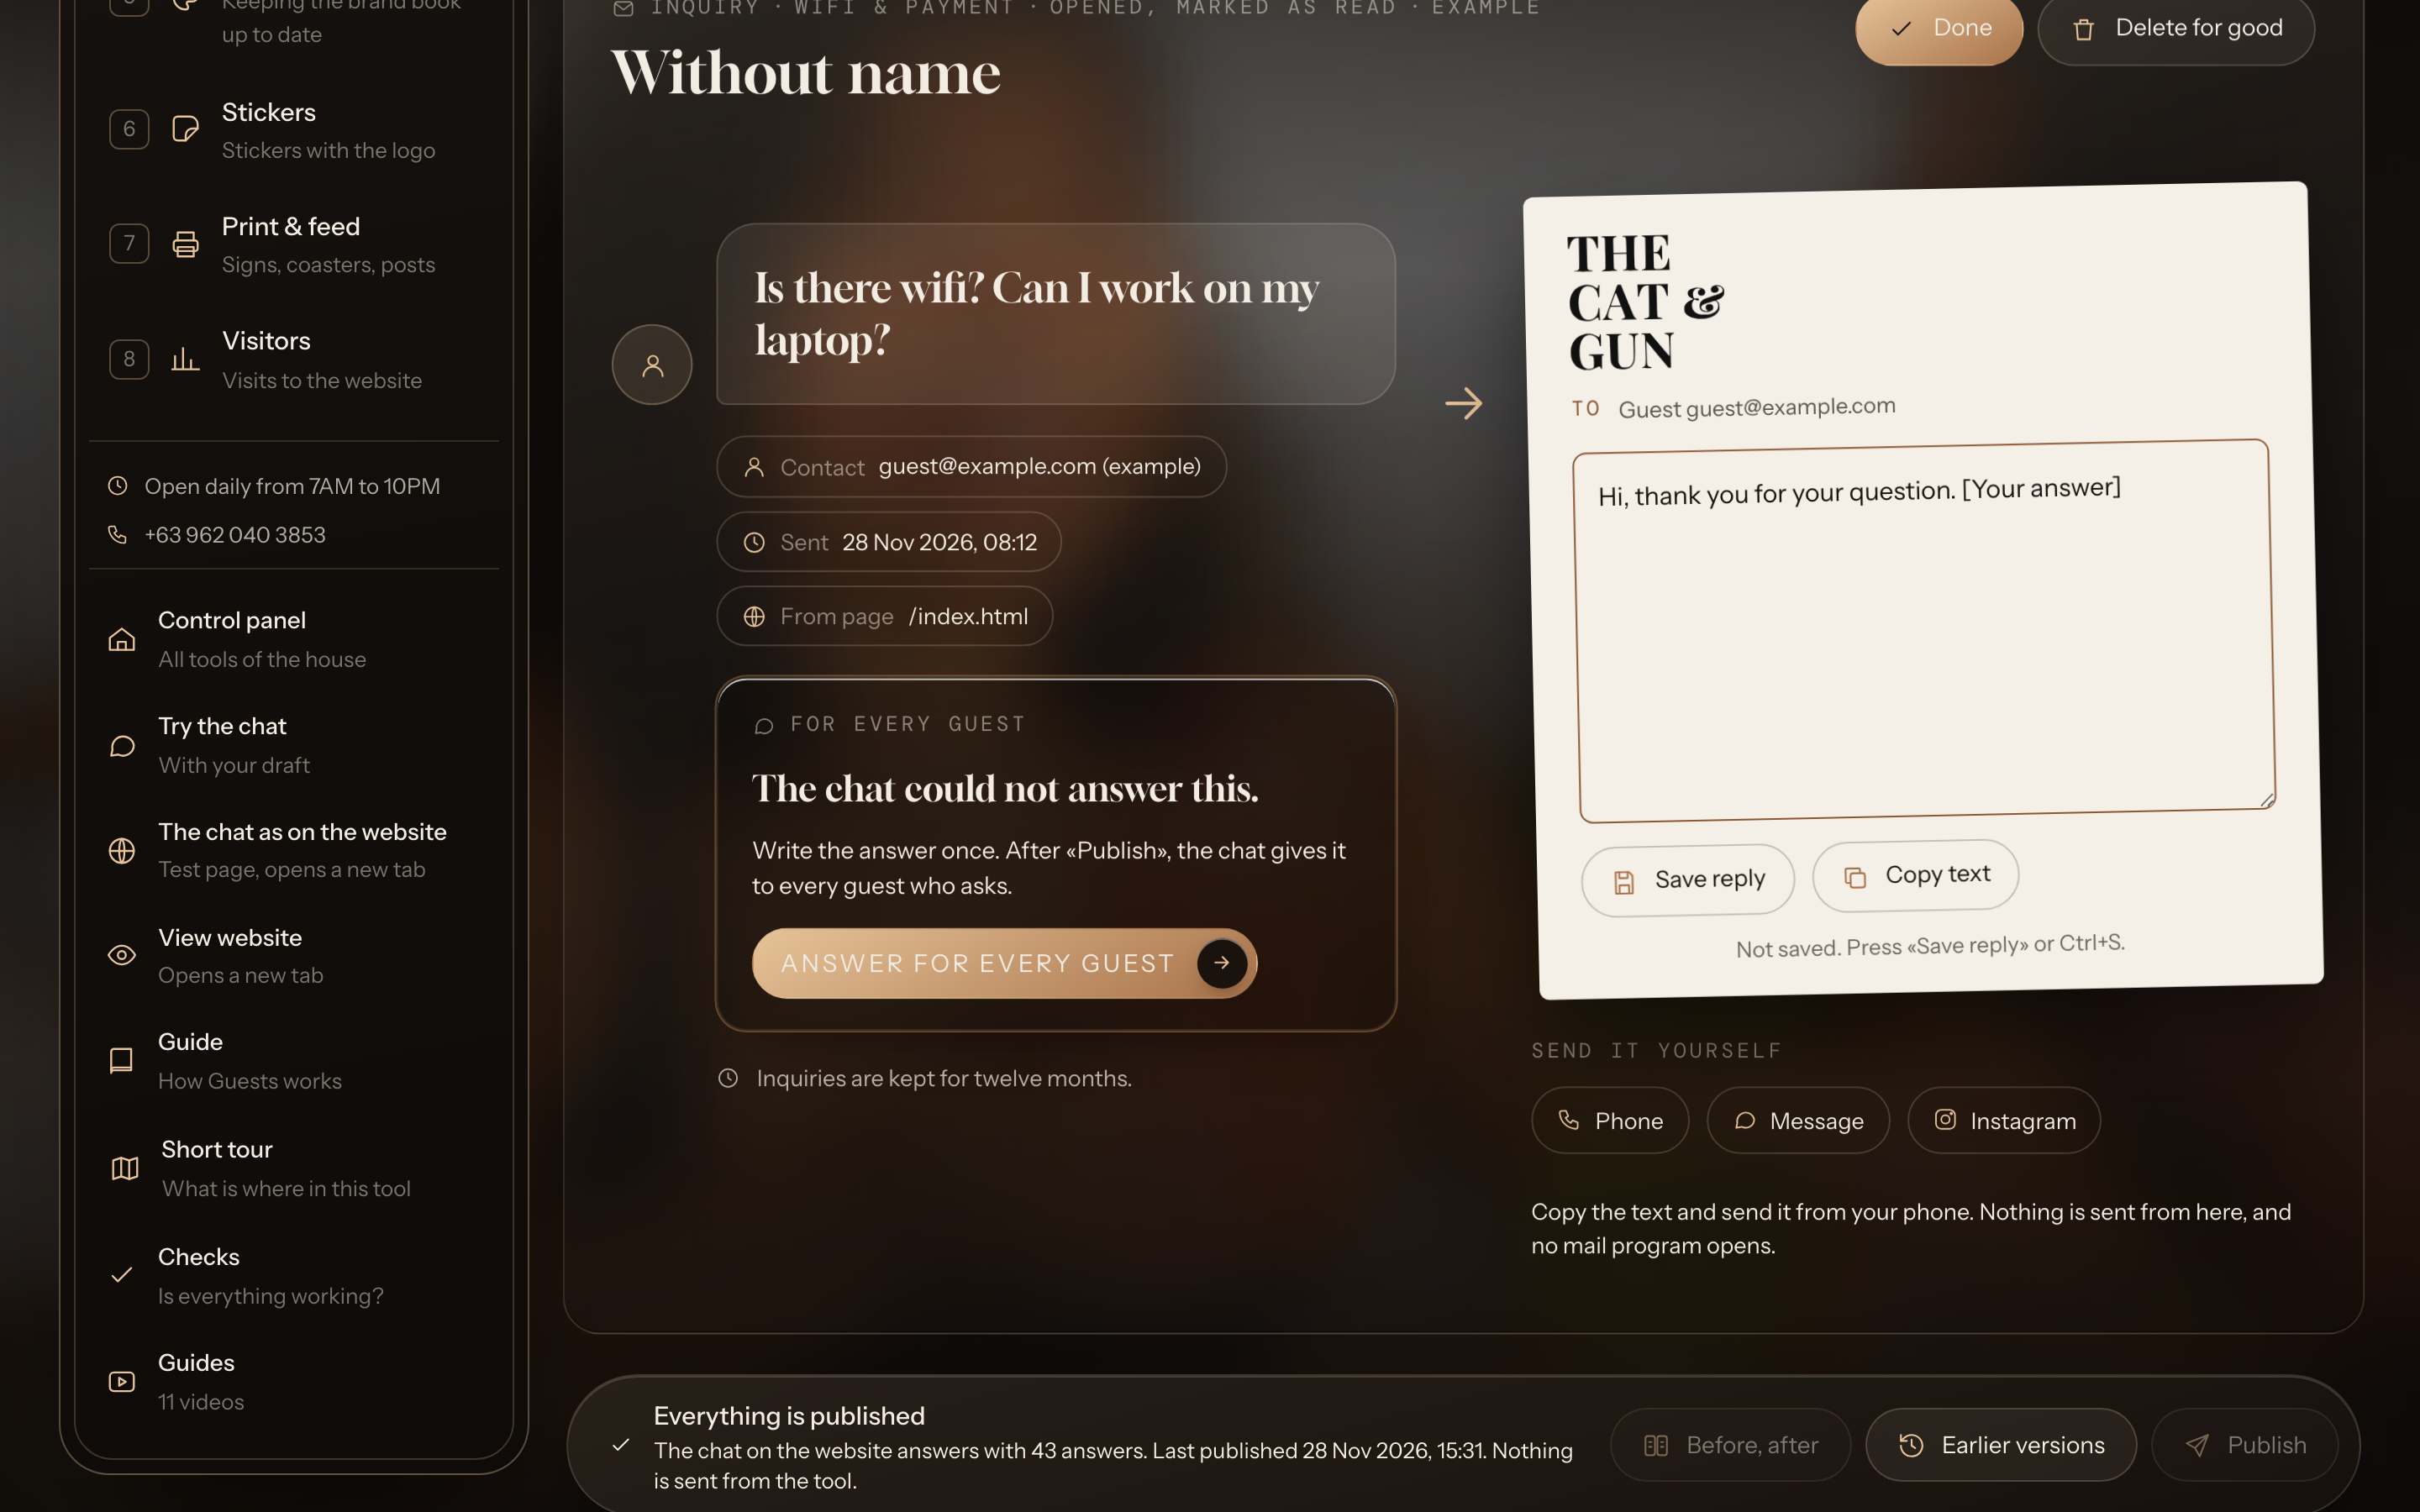 Keeping the brand book
up to date
6
Stickers
Stickers with the logo
7
Print & feed
Signs, coasters, posts
8
Visitors
Visits to the website
Open daily from 7AM to 10PM
+63 962 040 3853
Control panel
All tools of the house
Try the chat
With your draft
The chat as on the website
Test page, opens a new tab
View website
Opens a new tab
Guide
How Guests works
Short tour
What is where in this tool
Checks
Is everything working?
Guides
11 videos
INQUIRY · WIFI & PAYMENT · OPENED, MARKED AS READ · EXAMPLE
Without name
Done
Delete for good
Is there wifi? Can I work on my
laptop?
Contact guest@example.com (example)
Sent 28 Nov 2026, 08:12
From page /index.html
FOR EVERY GUEST
The chat could not answer this.
Write the answer once. After «Publish», the chat gives it
to every guest who asks.
ANSWER FOR EVERY GUEST
Inquiries are kept for twelve months.
THE
CAT &
GUN
TO Guest guest@example.com
Hi, thank you for your question. [Your answer]
Save reply
Copy text
Not saved. Press «Save reply» or Ctrl+S.
SEND IT YOURSELF
Phone
Message
Instagram
Copy the text and send it from your phone. Nothing is sent from here, and
no mail program opens.
Everything is published
The chat on the website answers with 43 answers. Last published 28 Nov 2026, 15:31. Nothing
is sent from the tool.
Before, after
Earlier versions
Publish